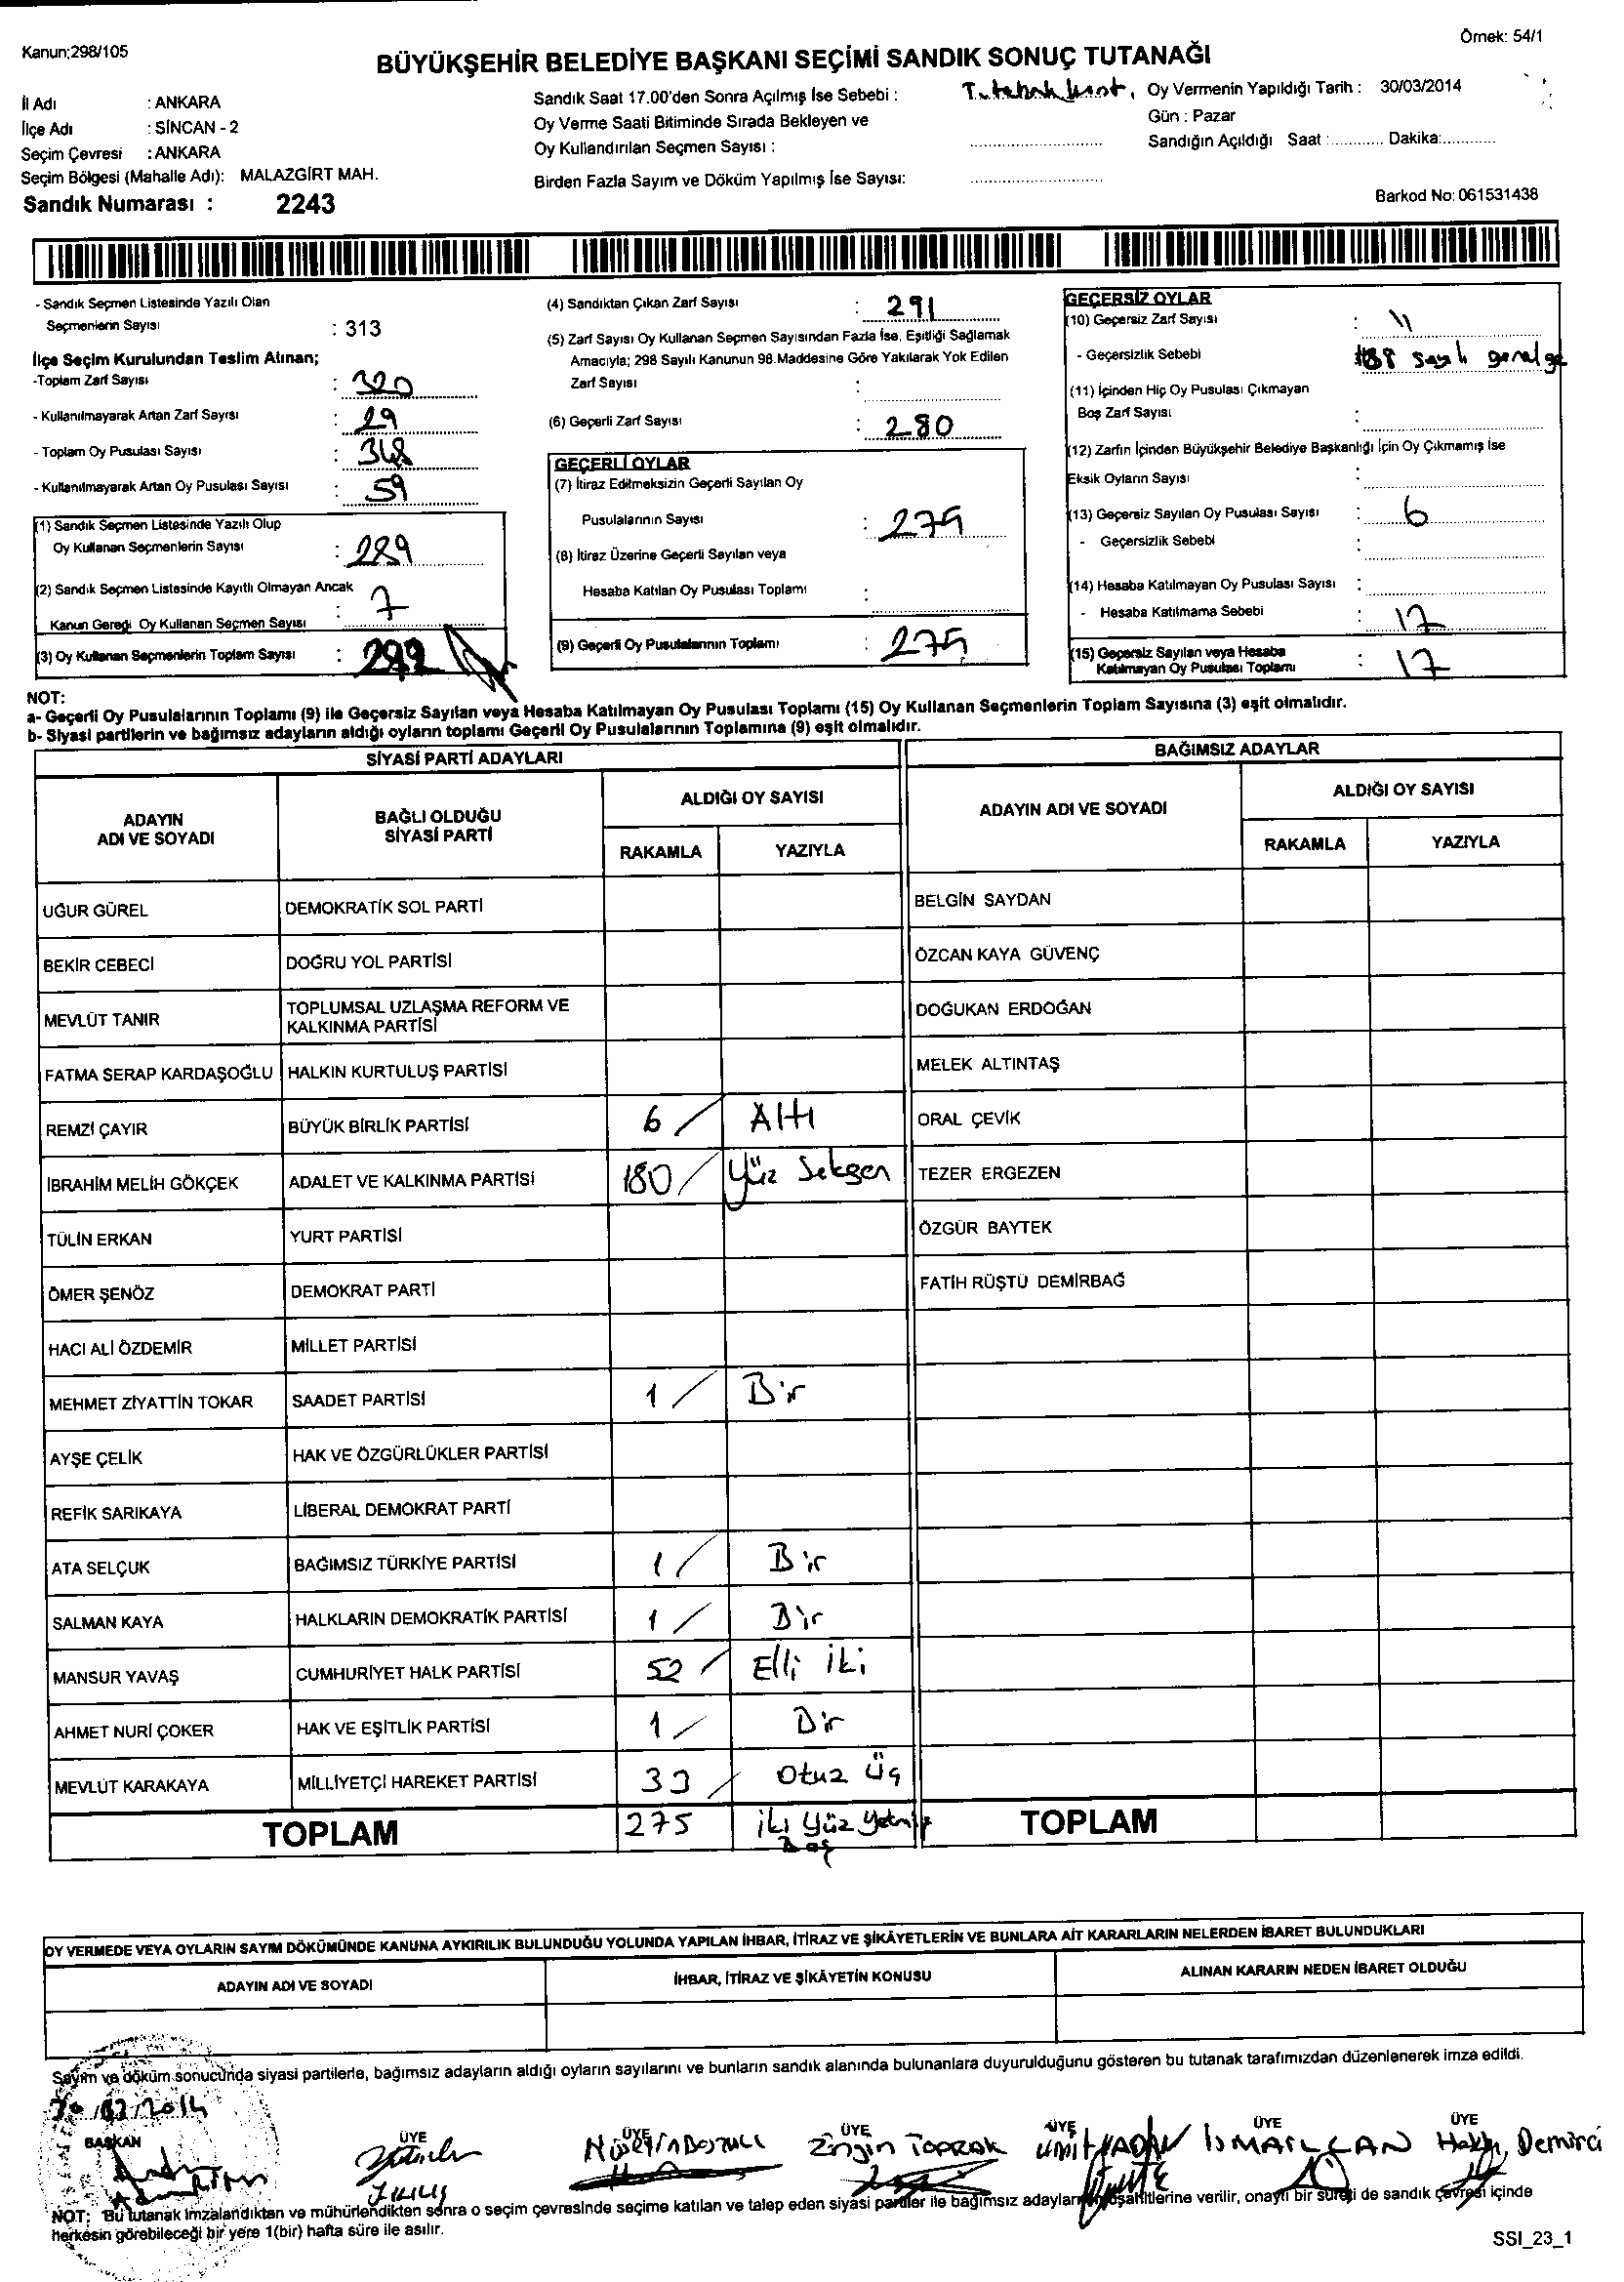 Kanun;298/105
Örnek: 54/1
BÜYÜKŞEHİR BELEDİYE BAŞKANI SEÇİMİ SANDIK SONUÇ TUTANAĞI
İl Adı : ANKARA
İlçe Adı : SİNCAN - 2
Seçim Çevresi : ANKARA
Seçim Bölgesi (Mahalle Adı): MALAZGİRT MAH.
Sandık Numarası : 2243
Sandık Saat 17.00'den Sonra Açılmış İse Sebebi :
Oy Verme Saati Bitiminde Sırada Bekleyen ve
Oy Kullandırılan Seçmen Sayısı :
Birden Fazla Sayım ve Döküm Yapılmış İse Sayısı:
Oy Vermenin Yapıldığı Tarih : 30/03/2014
Gün : Pazar
Sandığın Açıldığı Saat :............ Dakika:............
Barkod No: 061531438
- Sandık Seçmen Listesinde Yazılı Olan
Seçmenlerin Sayısı : 313
İlçe Seçim Kurulundan Teslim Alınan;
-Toplam Zarf Sayısı : 320
- Kullanılmayarak Artan Zarf Sayısı : 29
- Toplam Oy Pusulası Sayısı : 348
- Kullanılmayarak Artan Oy Pusulası Sayısı : 59
(1) Sandık Seçmen Listesinde Yazılı Olup
Oy Kullanan Seçmenlerin Sayısı : 289
(2) Sandık Seçmen Listesinde Kayıtlı Olmayan Ancak
Kanun Gereği Oy Kullanan Seçmen Sayısı : 7
(3) Oy Kullanan Seçmenlerin Toplam Sayısı :
(4) Sandıktan Çıkan Zarf Sayısı : 291
(5) Zarf Sayısı Oy Kullanan Seçmen Sayısından Fazla İse, Eşitliği Sağlamak
Amacıyla; 298 Sayılı Kanunun 98.Maddesine Göre Yakılarak Yok Edilen
Zarf Sayısı :
(6) Geçerli Zarf Sayısı : 280
GEÇERLİ OYLAR
(7) İtiraz Edilmeksizin Geçerli Sayılan Oy
Pusulalarının Sayısı : 275
(8) İtiraz Üzerine Geçerli Sayılan veya
Hesaba Katılan Oy Pusulası Toplamı :
(9) Geçerli Oy Pusulalarının Toplamı : 275
GEÇERSİZ OYLAR
(10) Geçersiz Zarf Sayısı : 11
- Geçersizlik Sebebi sayılı genelge
(11) İçinden Hiç Oy Pusulası Çıkmayan
Boş Zarf Sayısı :
(12) Zarfın İçinden Büyükşehir Belediye Başkanlığı İçin Oy Çıkmamış İse
Eksik Oyların Sayısı :
(13) Geçersiz Sayılan Oy Pusulası Sayısı : 6
- Geçersizlik Sebebi :
(14) Hesaba Katılmayan Oy Pusulası Sayısı :
- Hesaba Katılmama Sebebi : 17
(15) Geçersiz Sayılan veya Hesaba
Katılmayan Oy Pusulası Toplamı : 17
NOT:
a- Geçerli Oy Pusulalarının Toplamı (9) ile Geçersiz Sayılan veya Hesaba Katılmayan Oy Pusulası Toplamı (15) Oy Kullanan Seçmenlerin Toplam Sayısına (3) eşit olmalıdır.
b- Siyasi partilerin ve bağımsız adayların aldığı oyların toplamı Geçerli Oy Pusulalarının Toplamına (9) eşit olmalıdır.
SİYASİ PARTİ ADAYLARI
BAĞIMSIZ ADAYLAR
ADAYIN
ADI VE SOYADI
BAĞLI OLDUĞU
SİYASİ PARTİ
ALDIĞI OY SAYISI
RAKAMLA YAZIYLA
ADAYIN ADI VE SOYADI
ALDIĞI OY SAYISI
RAKAMLA YAZIYLA
UĞUR GÜREL DEMOKRATİK SOL PARTİ
BELGİN SAYDAN
BEKİR CEBECİ DOĞRU YOL PARTİSİ
ÖZCAN KAYA GÜVENÇ
MEVLÜT TANIR TOPLUMSAL UZLAŞMA REFORM VE
KALKINMA PARTİSİ
DOĞUKAN ERDOĞAN
FATMA SERAP KARDAŞOĞLU HALKIN KURTULUŞ PARTİSİ
MELEK ALTINTAŞ
REMZİ ÇAYIR BÜYÜK BİRLİK PARTİSİ 6 / Altı
ORAL ÇEVİK
İBRAHİM MELİH GÖKÇEK ADALET VE KALKINMA PARTİSİ 180 / Yüz Seksen
TEZER ERGEZEN
TÜLİN ERKAN YURT PARTİSİ
ÖZGÜR BAYTEK
ÖMER ŞENÖZ DEMOKRAT PARTİ
FATİH RÜŞTÜ DEMİRBAĞ
HACI ALİ ÖZDEMİR MİLLET PARTİSİ
MEHMET ZİYATTİN TOKAR SAADET PARTİSİ 1 / Bir
AYŞE ÇELİK HAK VE ÖZGÜRLÜKLER PARTİSİ
REFİK SARIKAYA LİBERAL DEMOKRAT PARTİ
ATA SELÇUK BAĞIMSIZ TÜRKİYE PARTİSİ 1 / Bir
SALMAN KAYA HALKLARIN DEMOKRATİK PARTİSİ 1 / Bir
MANSUR YAVAŞ CUMHURİYET HALK PARTİSİ 52 / Elli İki
AHMET NURİ ÇOKER HAK VE EŞİTLİK PARTİSİ 1 / Bir
MEVLÜT KARAKAYA MİLLİYETÇİ HAREKET PARTİSİ 33 / Otuz Üç
TOPLAM 275 İki Yüz Yetmiş
Beş
TOPLAM
OY VERMEDE VEYA OYLARIN SAYIM DÖKÜMÜNDE KANUNA AYKIRILIK BULUNDUĞU YOLUNDA YAPILAN İHBAR, İTİRAZ VE ŞİKÂYETLERİN VE BUNLARA AİT KARARLARIN NELERDEN İBARET BULUNDUKLARI
ADAYIN ADI VE SOYADI İHBAR, İTİRAZ VE ŞİKÂYETİN KONUSU ALINAN KARARIN NEDEN İBARET OLDUĞU
Sayım ve döküm sonucunda siyasi partilerle, bağımsız adayların aldığı oyların sayılarını ve bunların sandık alanında bulunanlara duyurulduğunu gösteren bu tutanak tarafımızdan düzenlenerek imza edildi.
30/03/2014
BAŞKAN ÜYE ÜYE ÜYE ÜYE ÜYE ÜYE
Zingin TOPRAK İSMAİL CAN Hakkı Demirci
NOT: Bu tutanak imzalandıktan ve mühürlendikten sonra o seçim çevresinde seçime katılan ve talep eden siyasi partiler ile bağımsız adayların müşahitlerine verilir, onaylı bir sureti de sandık çevresi içinde
herkesin görebileceği bir yere 1(bir) hafta süre ile asılır.
SSI_23_1